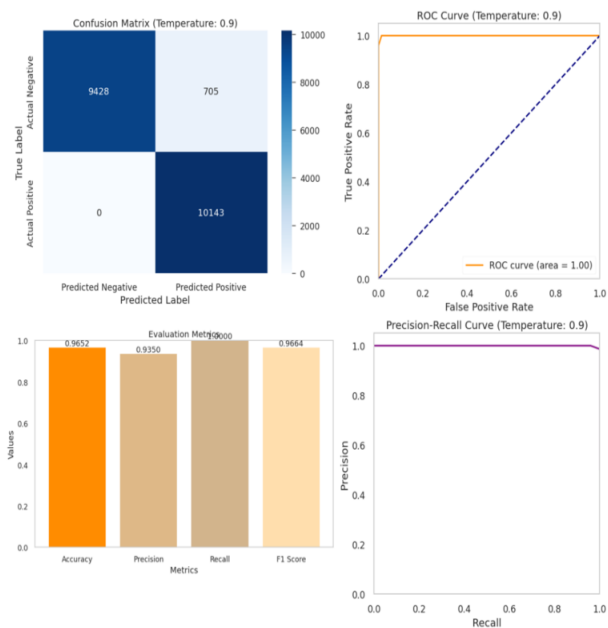 Confusion Matrix (Temperature: 0.9)
True Label
Actual Negative
Actual Positive
9428
705
0
10143
10000
8000
6000
4000
2000
0
Predicted Negative
Predicted Positive
Predicted Label
ROC Curve (Temperature: 0.9)
True Positive Rate
1.0
0.8
0.6
0.4
0.2
0.0
ROC curve (area = 1.00)
0.0 0.2 0.4 0.6 0.8 1.0
False Positive Rate
Evaluation Metrics
Values
1.0
0.8
0.6
0.4
0.2
0.0
0.9652
0.9350
1.0000
0.9664
Accuracy
Precision
Recall
F1 Score
Metrics
Precision-Recall Curve (Temperature: 0.9)
Precision
1.0
0.8
0.6
0.4
0.2
0.0
0.0 0.2 0.4 0.6 0.8 1.0
Recall